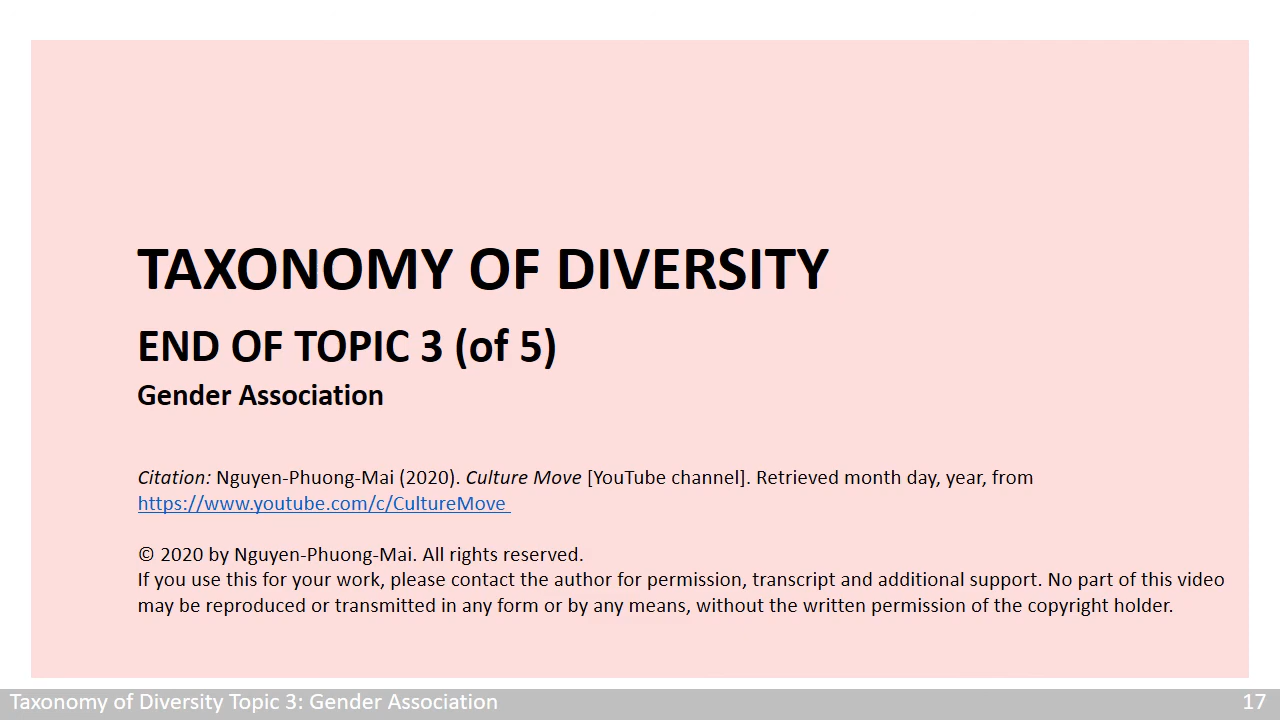 TAXONOMY OF DIVERSITY
END OF TOPIC 3 (of 5)
Gender Association
Citation: Nguyen-Phuong-Mai (2020). Culture Move [YouTube channel]. Retrieved month day, year, from
https://www.youtube.com/c/CultureMove
© 2020 by Nguyen-Phuong-Mai. All rights reserved.
If you use this for your work, please contact the author for permission, transcript and additional support. No part of this video
may be reproduced or transmitted in any form or by any means, without the written permission of the copyright holder.
Taxonomy of Diversity Topic 3: Gender Association 17